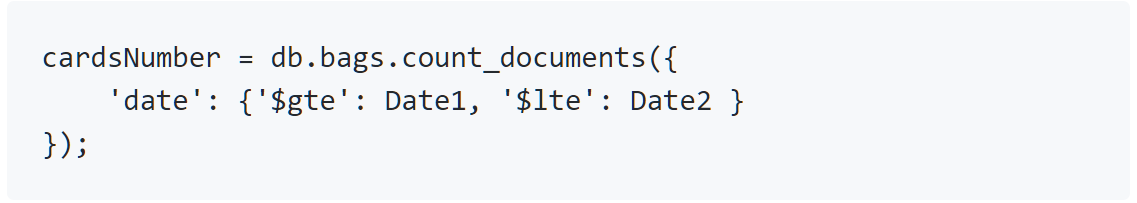 cardsNumber = db.bags.count_documents({
    'date': {'$gte': Date1, '$lte': Date2 }
});